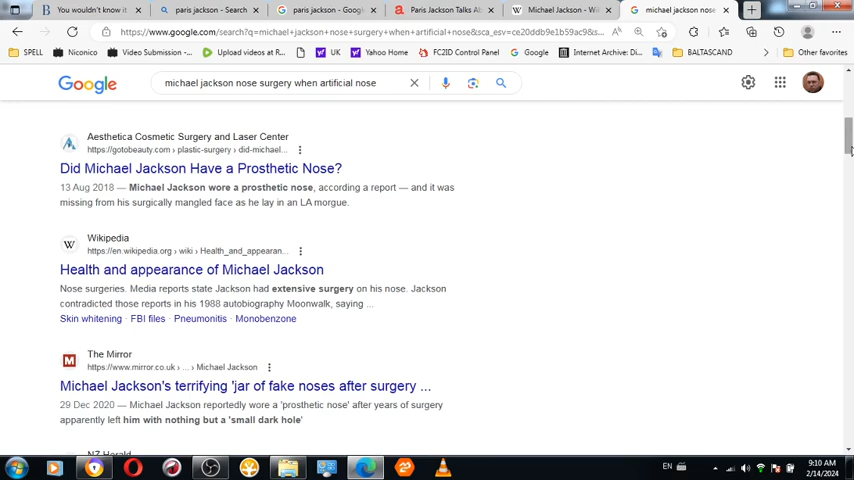 You wouldn't know it
paris jackson - Search
paris jackson - Goog
Paris Jackson Talks Ab
Michael Jackson - Wi
michael jackson nose
https://www.google.com/search?q=michael+jackson+nose+surgery+when+artificial+nose&sca_esv=ce20ddb9e1b59ac9&s
SPELL
Niconico
Video Submission -...
Upload videos at R...
UK
Yahoo Home
FC2ID Control Panel
Google
Internet Archive: Di...
BALTASCAND
Other favorites
Google
michael jackson nose surgery when artificial nose
Aesthetica Cosmetic Surgery and Laser Center
https://gotobeauty.com › plastic-surgery › did-michael...
Did Michael Jackson Have a Prosthetic Nose?
13 Aug 2018 — Michael Jackson wore a prosthetic nose, according a report — and it was
missing from his surgically mangled face as he lay in an LA morgue.
W
Wikipedia
https://en.wikipedia.org › wiki › Health_and_appearan...
Health and appearance of Michael Jackson
Nose surgeries. Media reports state Jackson had extensive surgery on his nose. Jackson
contradicted those reports in his 1988 autobiography Moonwalk, saying ...
Skin whitening · FBI files · Pneumonitis · Monobenzone
M
The Mirror
https://www.mirror.co.uk › ... › Michael Jackson
Michael Jackson's terrifying 'jar of fake noses after surgery ...
29 Dec 2020 — Michael Jackson reportedly wore a 'prosthetic nose' after years of surgery
apparently left him with nothing but a 'small dark hole'
NZ Herald
EN
9:10 AM
2/14/2024